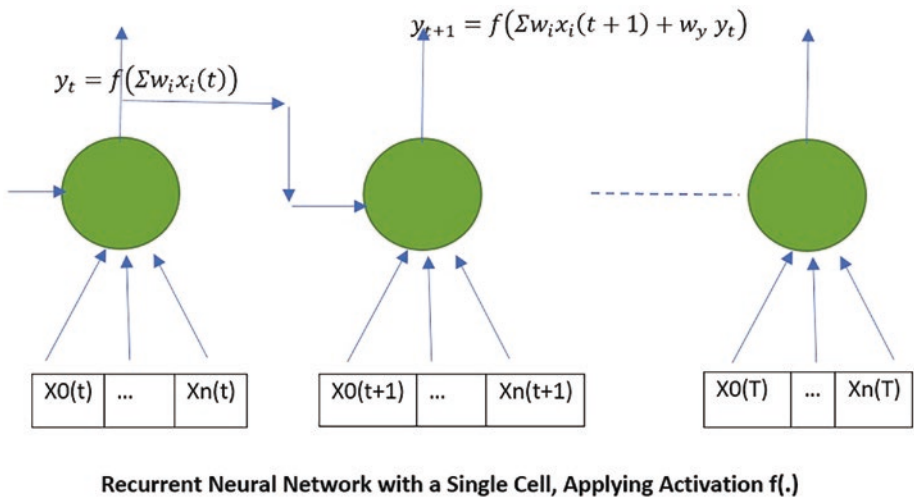 y_{t+1} = f(Σw_i x_i(t + 1) + w_y y_t)
y_t = f(Σw_i x_i(t))
X0(t) ... Xn(t) X0(t+1) ... Xn(t+1) X0(T) ... Xn(T)
Recurrent Neural Network with a Single Cell, Applying Activation f(.)